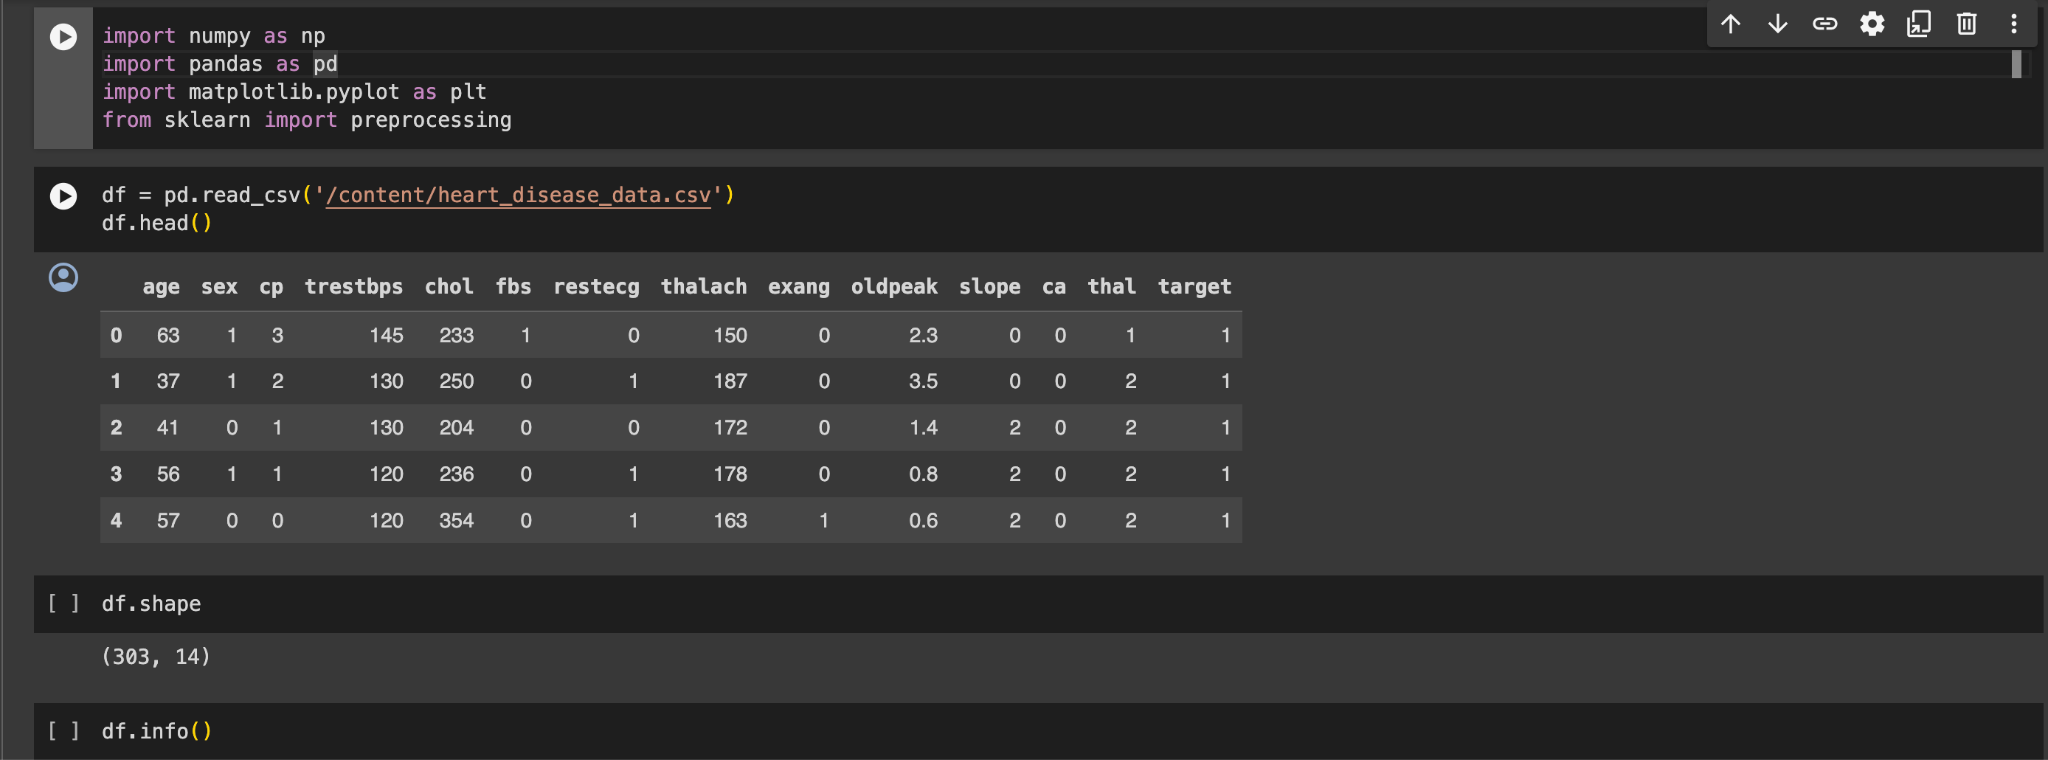 import numpy as np
import pandas as pd
import matplotlib.pyplot as plt
from sklearn import preprocessing
df = pd.read_csv('/content/heart_disease_data.csv')
df.head()
age sex cp trestbps chol fbs restecg thalach exang oldpeak slope ca thal target
0 63 1 3 145 233 1 0 150 0 2.3 0 0 1 1
1 37 1 2 130 250 0 1 187 0 3.5 0 0 2 1
2 41 0 1 130 204 0 0 172 0 1.4 2 0 2 1
3 56 1 1 120 236 0 1 178 0 0.8 2 0 2 1
4 57 0 0 120 354 0 1 163 1 0.6 2 0 2 1
[ ] df.shape
(303, 14)
[ ] df.info()